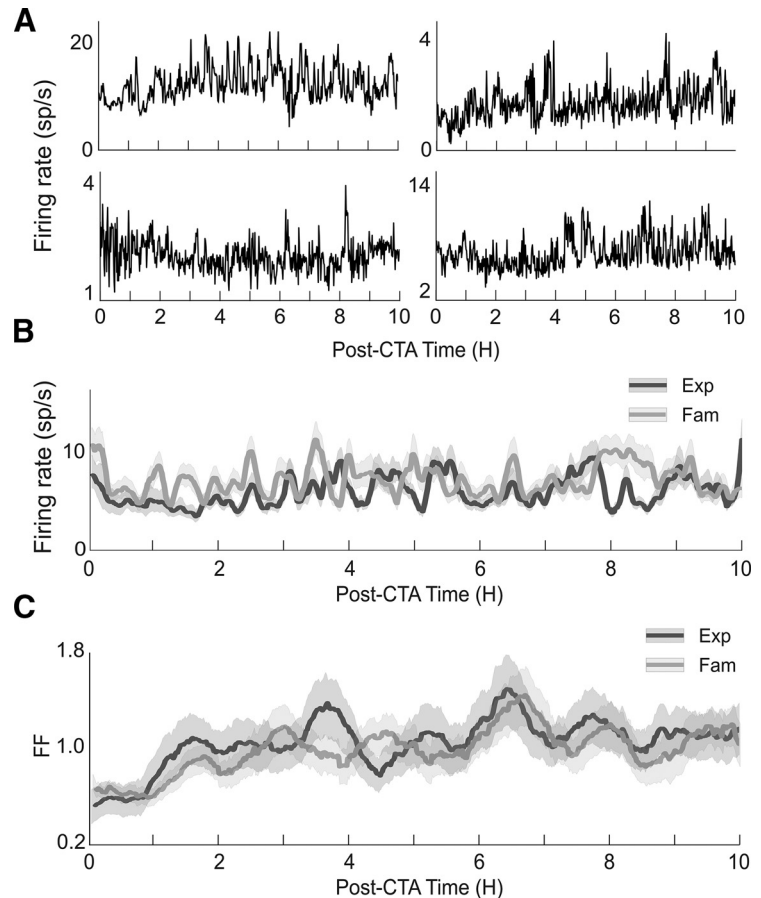 A
Firing rate (sp/s)
20
0
4
0
4
1
0 2 4 6 8 10
14
2
0 2 4 6 8 10
Post-CTA Time (H)
B
Firing rate (sp/s)
10
0
0 2 4 6 8 10
Post-CTA Time (H)
Exp
Fam
C
FF
1.8
1.0
0.2
0 2 4 6 8 10
Post-CTA Time (H)
Exp
Fam